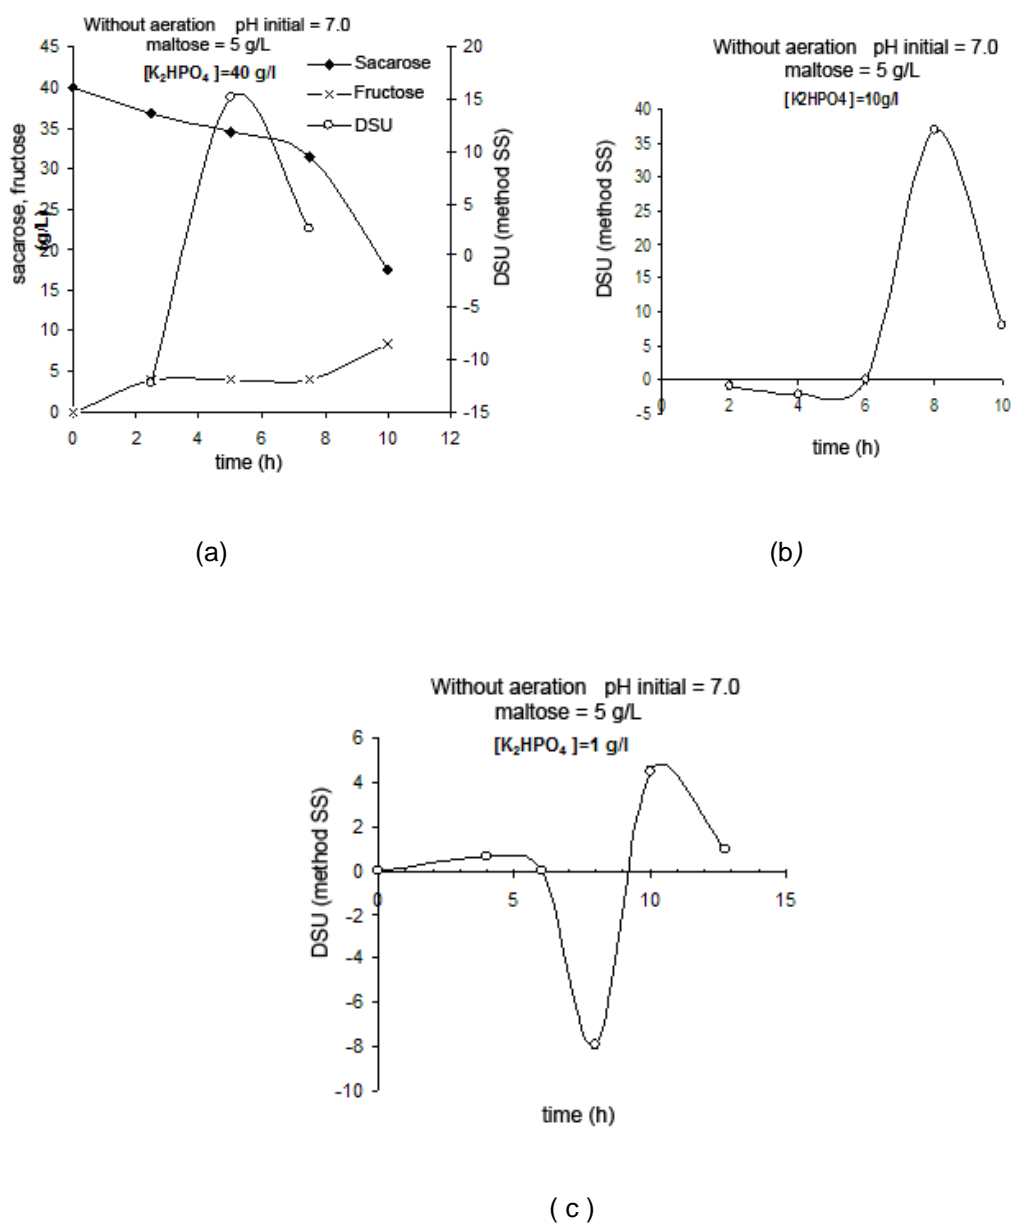 Without aeration pH initial = 7.0
maltose = 5 g/L
[K₂HPO₄ ]=40 g/l
Sacarose
Fructose
DSU
sacarose, fructose
(g/L)
45
40
35
30
25
20
15
10
5
0
20
15
10
5
0
-5
-10
-15
DSU (method SS)
0 2 4 6 8 10 12
time (h)
(a)
Without aeration pH initial = 7.0
maltose = 5 g/L
[K2HPO4]=10g/l
DSU (method SS)
40
35
30
25
20
15
10
5
0
-5
0 2 4 6 8 10
time (h)
(b)
Without aeration pH initial = 7.0
maltose = 5 g/L
[K₂HPO₄ ]=1 g/l
DSU (method SS)
6
4
2
0
-2
-4
-6
-8
-10
0 5 10 15
time (h)
( c )